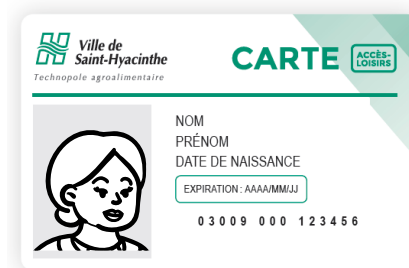 Ville de
Saint-Hyacinthe
Technopole agroalimentaire
CARTE ACCÈS-
LOISIRS
NOM
PRÉNOM
DATE DE NAISSANCE
EXPIRATION : AAAA/MM/JJ
03009 000 123456